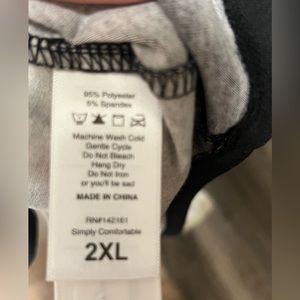 95% Polyester
5% Spandex
Machine Wash Cold
Gentle Cycle
Do Not Bleach
Hang Dry
Do Not Iron
or you'll be sad
MADE IN CHINA
RN#142161
Simply Comfortable
2XL